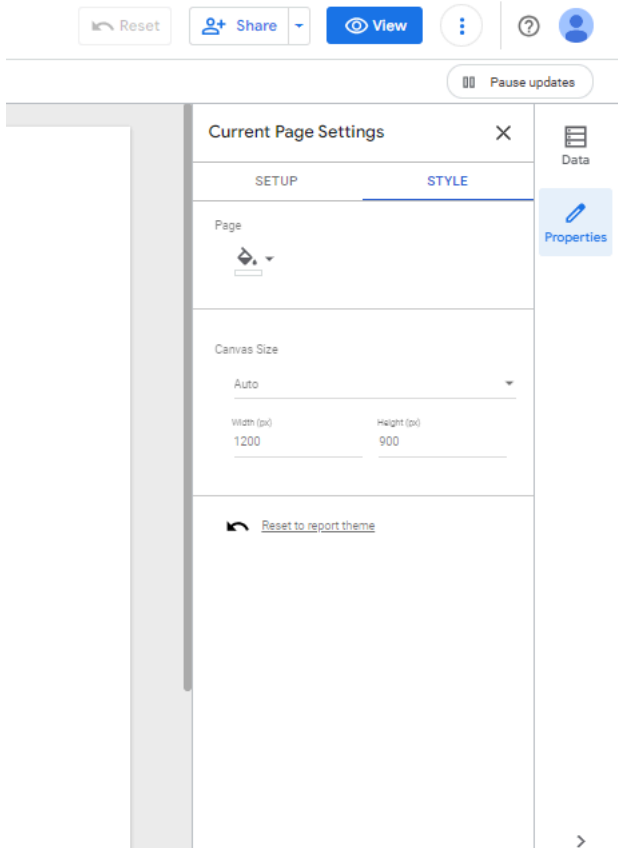 Reset Share View
Pause updates
Current Page Settings
Data
SETUP STYLE
Page
Properties
Canvas Size
Auto
Width (px) Height (px)
1200 900
Reset to report theme